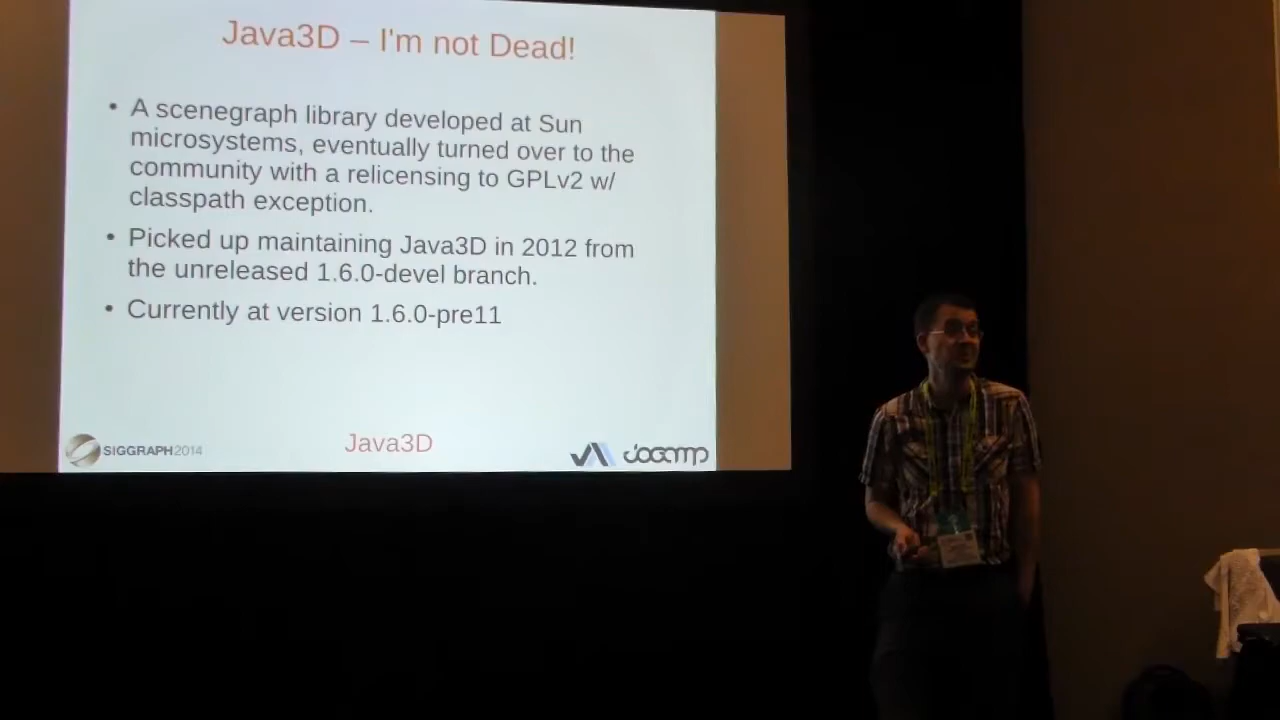 Java3D – I'm not Dead!
• A scenegraph library developed at Sun
microsystems, eventually turned over to the
community with a relicensing to GPLv2 w/
classpath exception.
• Picked up maintaining Java3D in 2012 from
the unreleased 1.6.0-devel branch.
• Currently at version 1.6.0-pre11
SIGGRAPH2014
Java3D
JogAmp